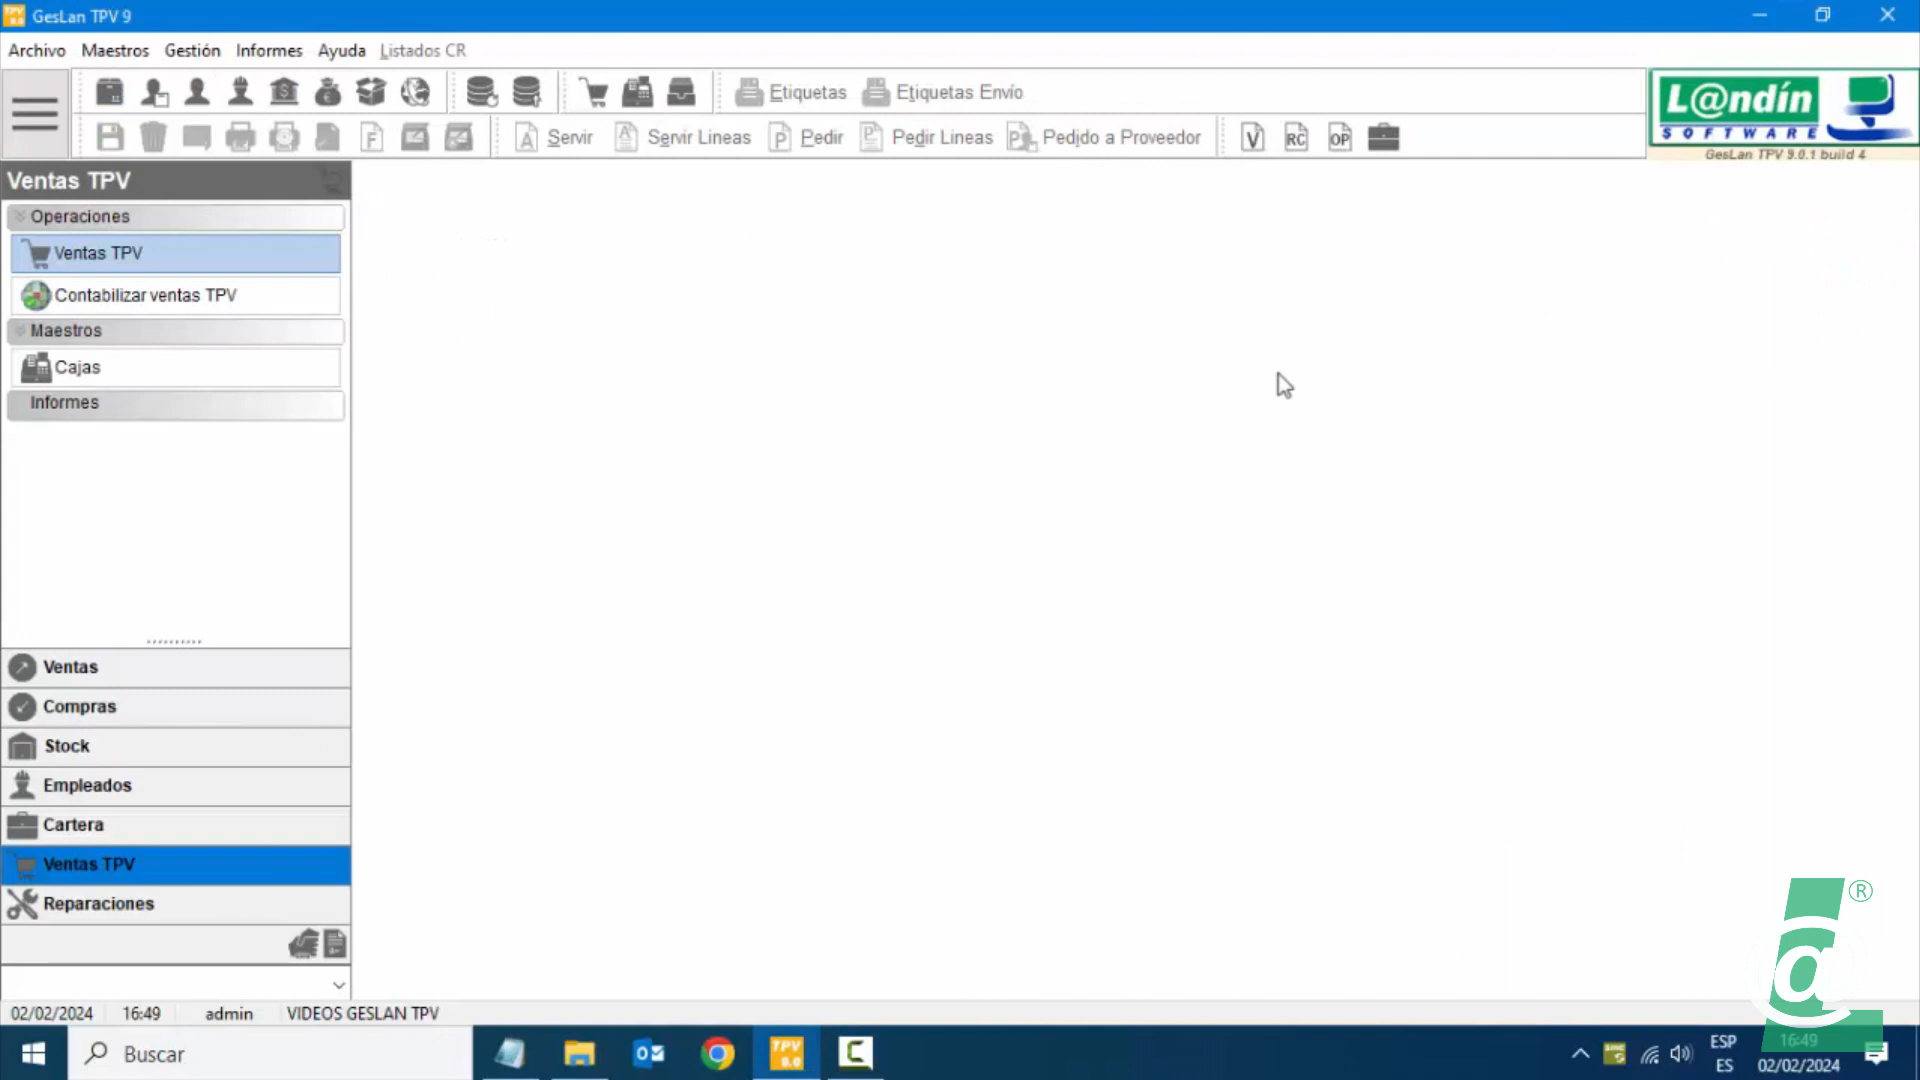 GesLan TPV 9
Archivo Maestros Gestión Informes Ayuda Listados CR
Etiquetas Etiquetas Envío
Servir Servir Lineas Pedir Pedir Lineas Pedido a Proveedor V RC OP
L@ndín
SOFTWARE
GesLan TPV 9.0.1 build 4
Ventas TPV
Operaciones
Ventas TPV
Contabilizar ventas TPV
Maestros
Cajas
Informes
Ventas
Compras
Stock
Empleados
Cartera
Ventas TPV
Reparaciones
02/02/2024 16:49 admin VIDEOS GESLAN TPV
Buscar
TPV
9.0
ESP
ES
16:49
02/02/2024
®